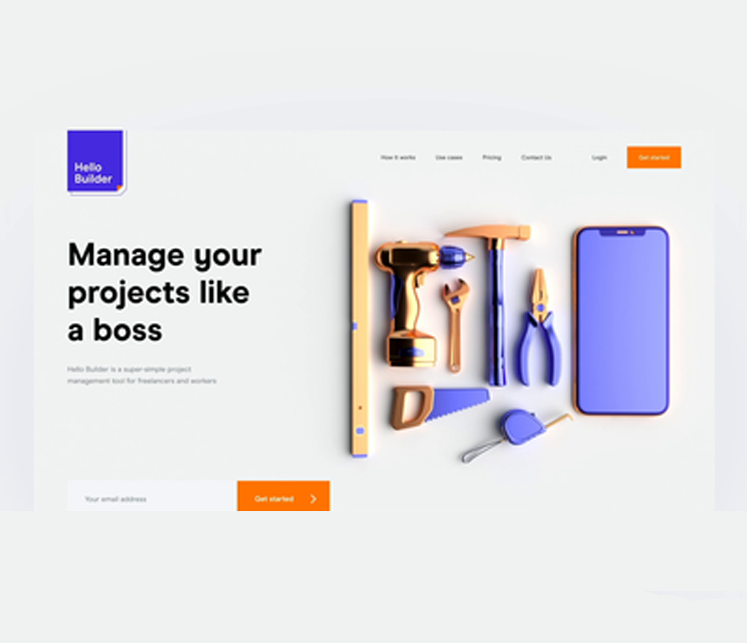 Hello
Builder
How it works
Use cases
Pricing
Contact Us
Login
Get started
Manage your
projects like
a boss
Hello Builder is a super-simple project
management tool for freelancers and workers
Your email address
Get started